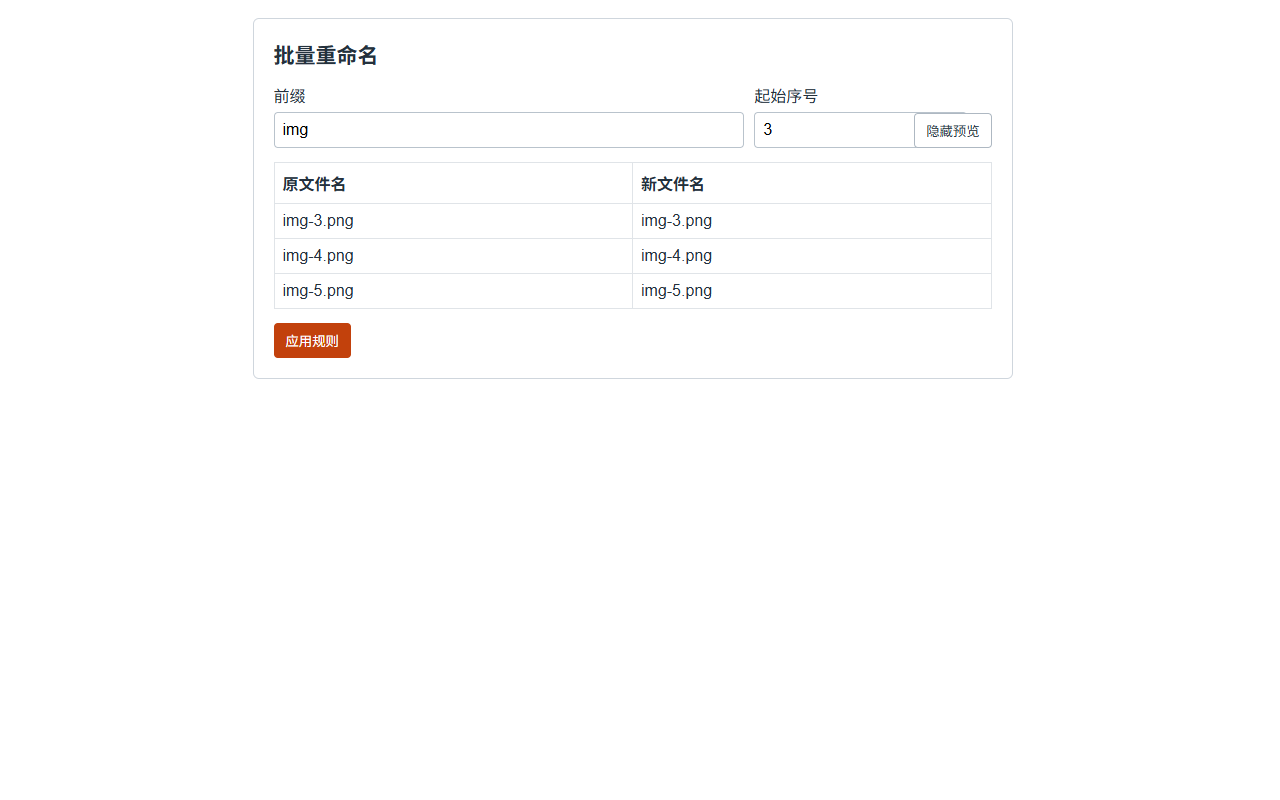 批量重命名
前缀 起始序号
img 3 隐藏预览
原文件名 新文件名
img-3.png img-3.png
img-4.png img-4.png
img-5.png img-5.png
应用规则